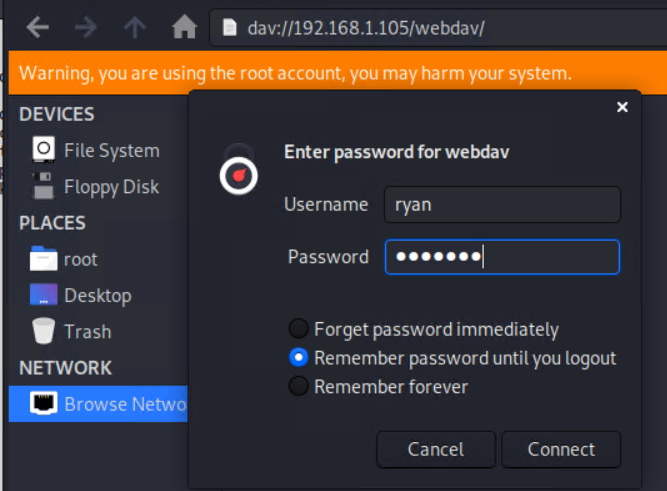 dav://192.168.1.105/webdav/
Warning, you are using the root account, you may harm your system.
DEVICES
File System
Floppy Disk
PLACES
root
Desktop
Trash
NETWORK
Browse Netwo
Enter password for webdav
Username
ryan
Password
●●●●●●●
Forget password immediately
Remember password until you logout
Remember forever
Cancel
Connect